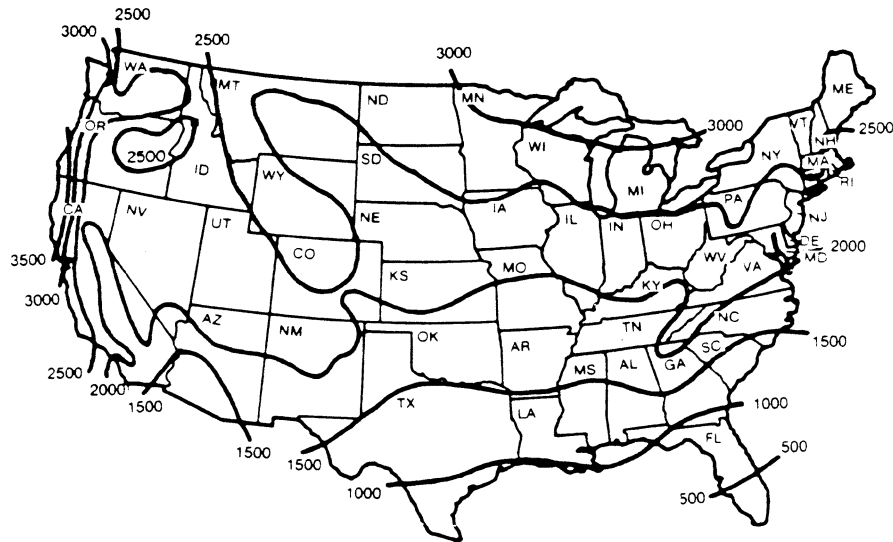 2500
3000
2500
3000
WA
MT
ND
MN
ME
OR
VT
NH
2500
3000
2500
ID
SD
WI
NY
MA
RI
WY
MI
PA
CA
NV
UT
NE
IA
IL
IN
OH
NJ
CO
DE
2000
MD
3500
3000
KS
MO
WV
VA
KY
AZ
NM
OK
TN
NC
1500
AR
SC
MS
AL
GA
2500
2000
1500
TX
LA
1000
1500
1500
FL
500
1000
500